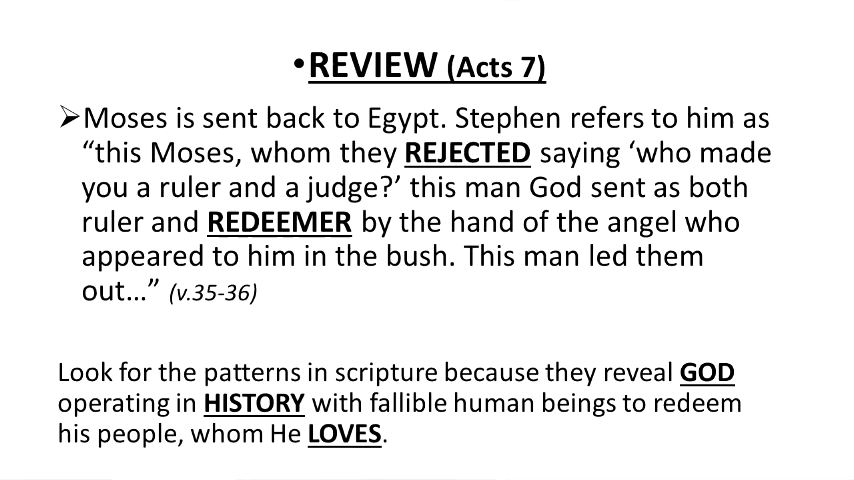 •REVIEW (Acts 7)
➢Moses is sent back to Egypt. Stephen refers to him as
“this Moses, whom they REJECTED saying ‘who made
you a ruler and a judge?’ this man God sent as both
ruler and REDEEMER by the hand of the angel who
appeared to him in the bush. This man led them
out...” (v.35-36)
Look for the patterns in scripture because they reveal GOD
operating in HISTORY with fallible human beings to redeem
his people, whom He LOVES.